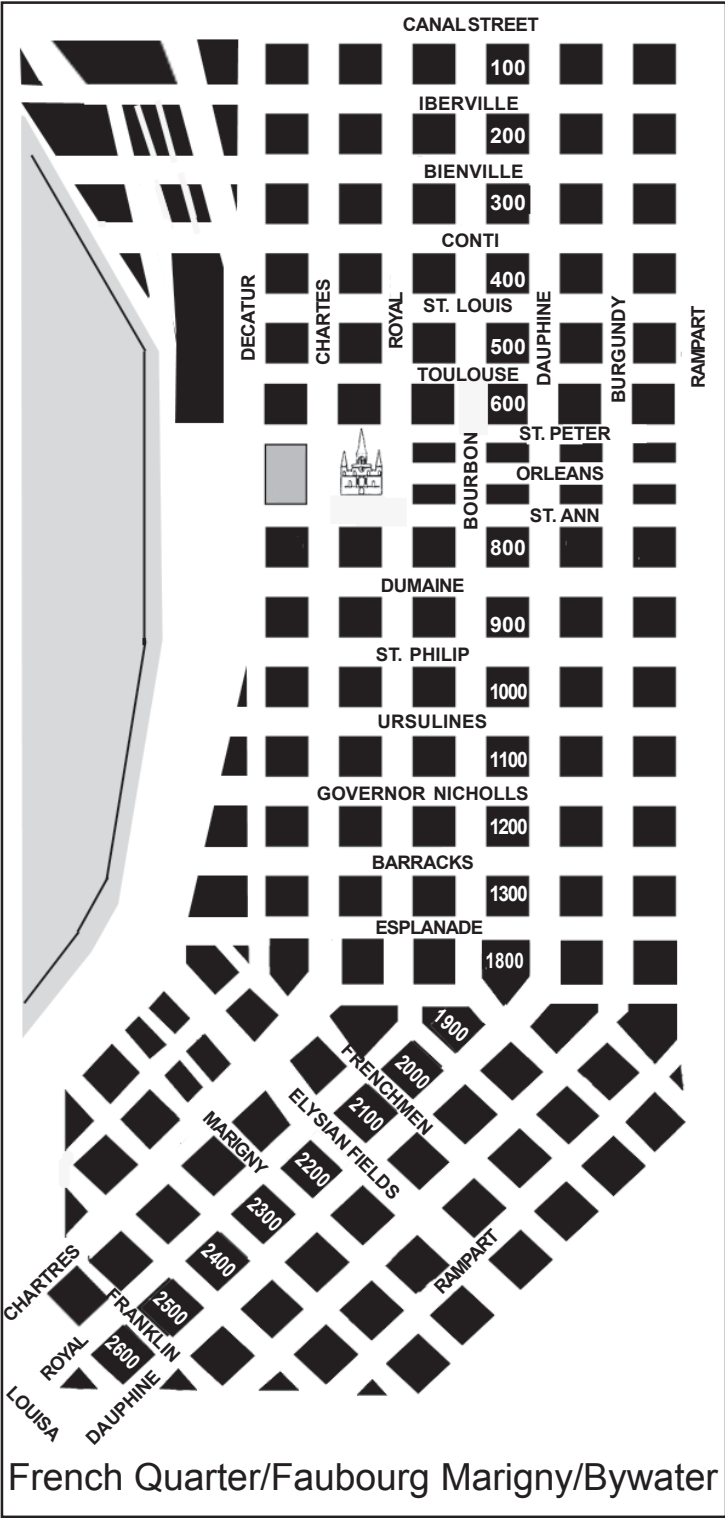 CANAL STREET
100
IBERVILLE
200
BIENVILLE
300
CONTI
400
DECATUR
CHARTES
ROYAL
ST. LOUIS
DAUPHINE
BURGUNDY
RAMPART
500
TOULOUSE
600
ST. PETER
BOURBON
ORLEANS
ST. ANN
800
DUMAINE
900
ST. PHILIP
1000
URSULINES
1100
GOVERNOR NICHOLLS
1200
BARRACKS
1300
ESPLANADE
1800
1900
FRENCHMEN
2000
ELYSIAN FIELDS
2100
MARIGNY
2200
2300
2400
RAMPART
CHARTRES
FRANKLIN
2500
ROYAL
2600
DAUPHINE
LOUISA
French Quarter/Faubourg Marigny/Bywater